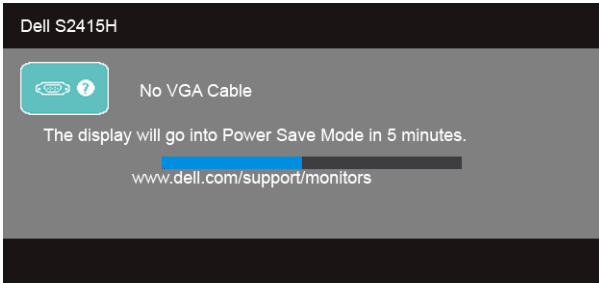 Dell S2415H
?
No VGA Cable
The display will go into Power Save Mode in 5 minutes.
www.dell.com/support/monitors